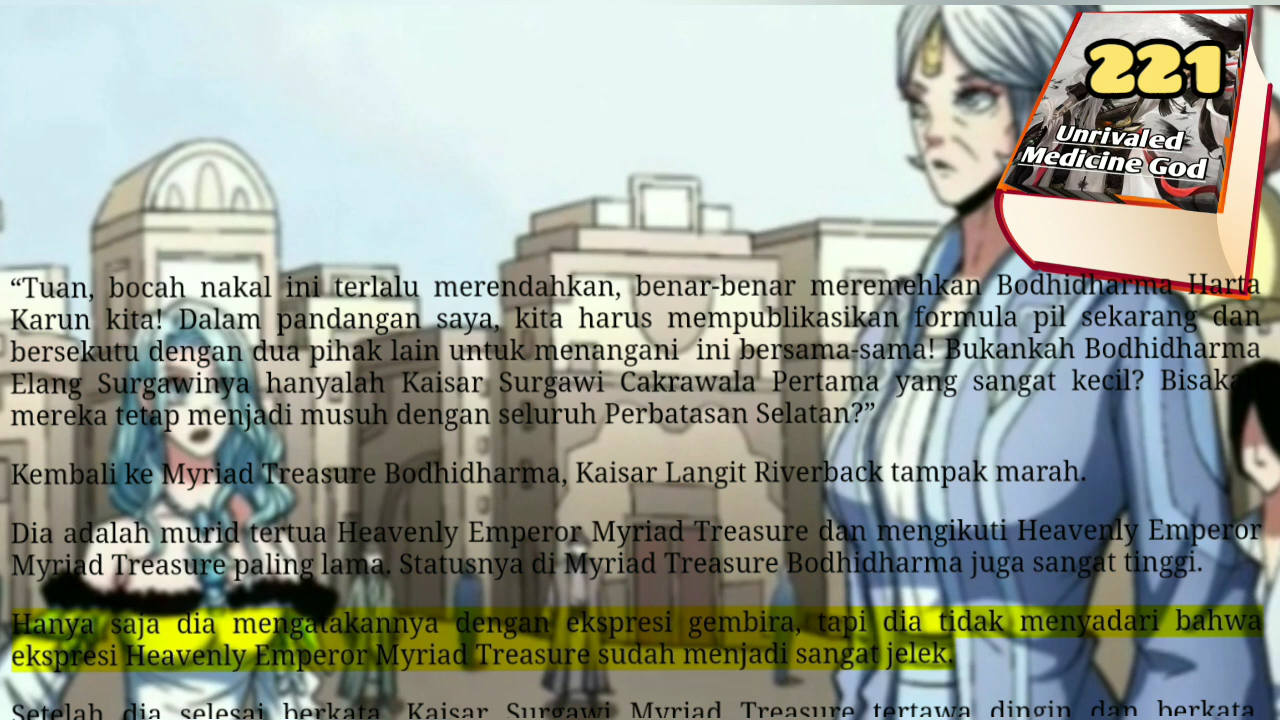 221
Unrivaled
Medicine God
“Tuan, bocah nakal ini terlalu merendahkan, benar-benar meremehkan Bodhidharma Harta
Karun kita! Dalam pandangan saya, kita harus mempublikasikan formula pil sekarang dan
bersekutu dengan dua pihak lain untuk menangani ini bersama-sama! Bukankah Bodhidharma
Elang Surgawinya hanyalah Kaisar Surgawi Cakrawala Pertama yang sangat kecil? Bisakah
mereka tetap menjadi musuh dengan seluruh Perbatasan Selatan?”
Kembali ke Myriad Treasure Bodhidharma, Kaisar Langit Riverback tampak marah.
Dia adalah murid tertua Heavenly Emperor Myriad Treasure dan mengikuti Heavenly Emperor
Myriad Treasure paling lama. Statusnya di Myriad Treasure Bodhidharma juga sangat tinggi.
Hanya saja dia mengatakannya dengan ekspresi gembira, tapi dia tidak menyadari bahwa
ekspresi Heavenly Emperor Myriad Treasure sudah menjadi sangat jelek.
Setelah dia selesai berkata, Kaisar Surgawi Myriad Treasure tertawa dingin dan berkata,